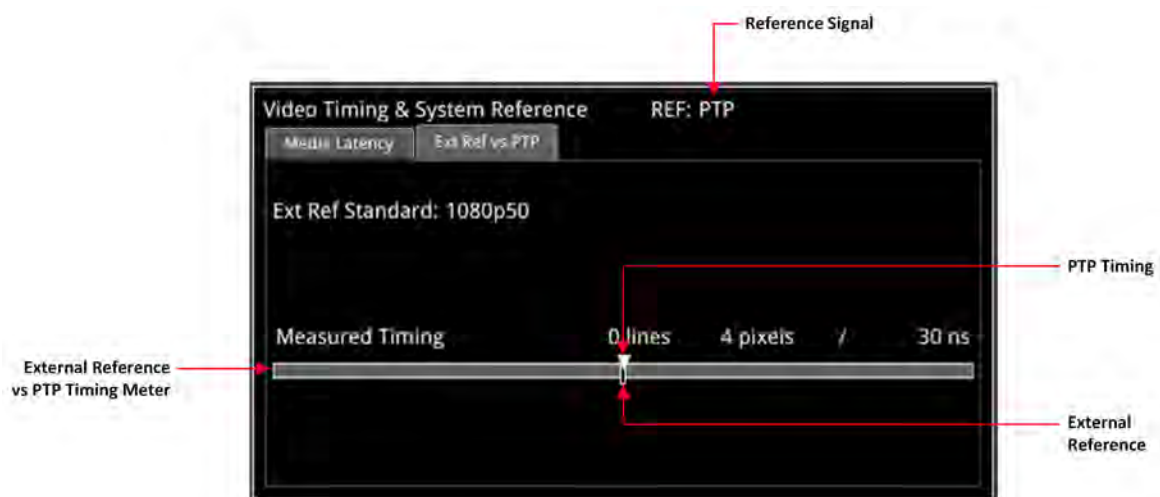 Reference Signal
Video Timing & System Reference REF: PTP
Media Latency Ext Ref vs PTP
Ext Ref Standard: 1080p50
PTP Timing
Measured Timing 0 lines 4 pixels / 30 ns
External Reference
vs PTP Timing Meter
External
Reference